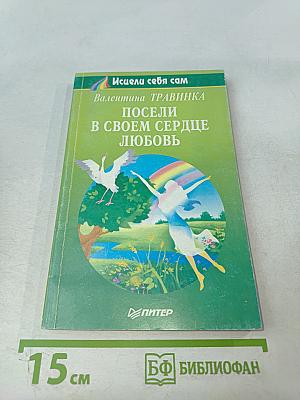 Исцели себя сам
Валентина ТРАВИНКА
ПОСЕЛИ
В СВОЕМ СЕРДЦЕ
ЛЮБОВЬ
ПИТЕР
15 см
БФ БИБЛИОФАН